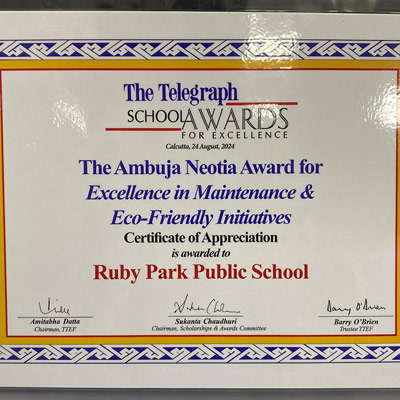 The Telegraph
SCHOOL AWARDS
FOR EXCELLENCE
Calcutta, 24 August, 2024
The Ambuja Neotia Award for
Excellence in Maintenance &
Eco-Friendly Initiatives
Certificate of Appreciation
is awarded to
Ruby Park Public School
Amitabha Datta
Chairman, TTEF
Sukanta Chaudhuri
Chairman, Scholarships & Awards Committee
Barry O'Brien
Barry O'Brien
Trustee TTEF